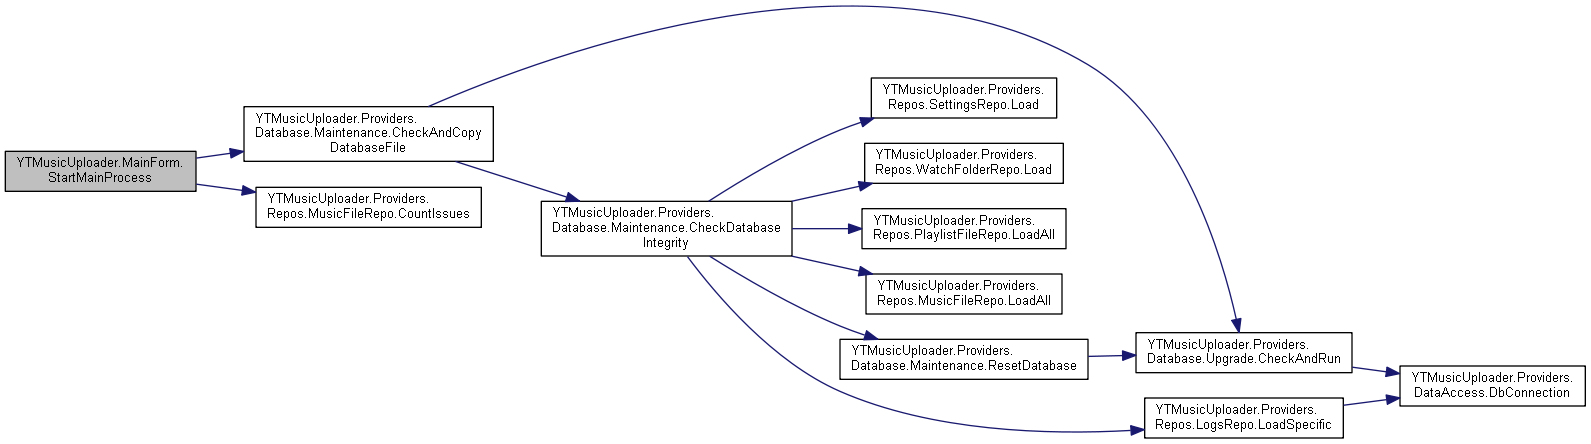 YTMusicUploader.MainForm.
StartMainProcess
YTMusicUploader.Providers.
Database.Maintenance.CheckAndCopy
DatabaseFile
YTMusicUploader.Providers.
Repos.MusicFileRepo.CountIssues
YTMusicUploader.Providers.
Database.Maintenance.CheckDatabase
Integrity
YTMusicUploader.Providers.
Repos.SettingsRepo.Load
YTMusicUploader.Providers.
Repos.WatchFolderRepo.Load
YTMusicUploader.Providers.
Repos.PlaylistFileRepo.LoadAll
YTMusicUploader.Providers.
Repos.MusicFileRepo.LoadAll
YTMusicUploader.Providers.
Database.Maintenance.ResetDatabase
YTMusicUploader.Providers.
Database.Upgrade.CheckAndRun
YTMusicUploader.Providers.
Repos.LogsRepo.LoadSpecific
YTMusicUploader.Providers.
DataAccess.DbConnection